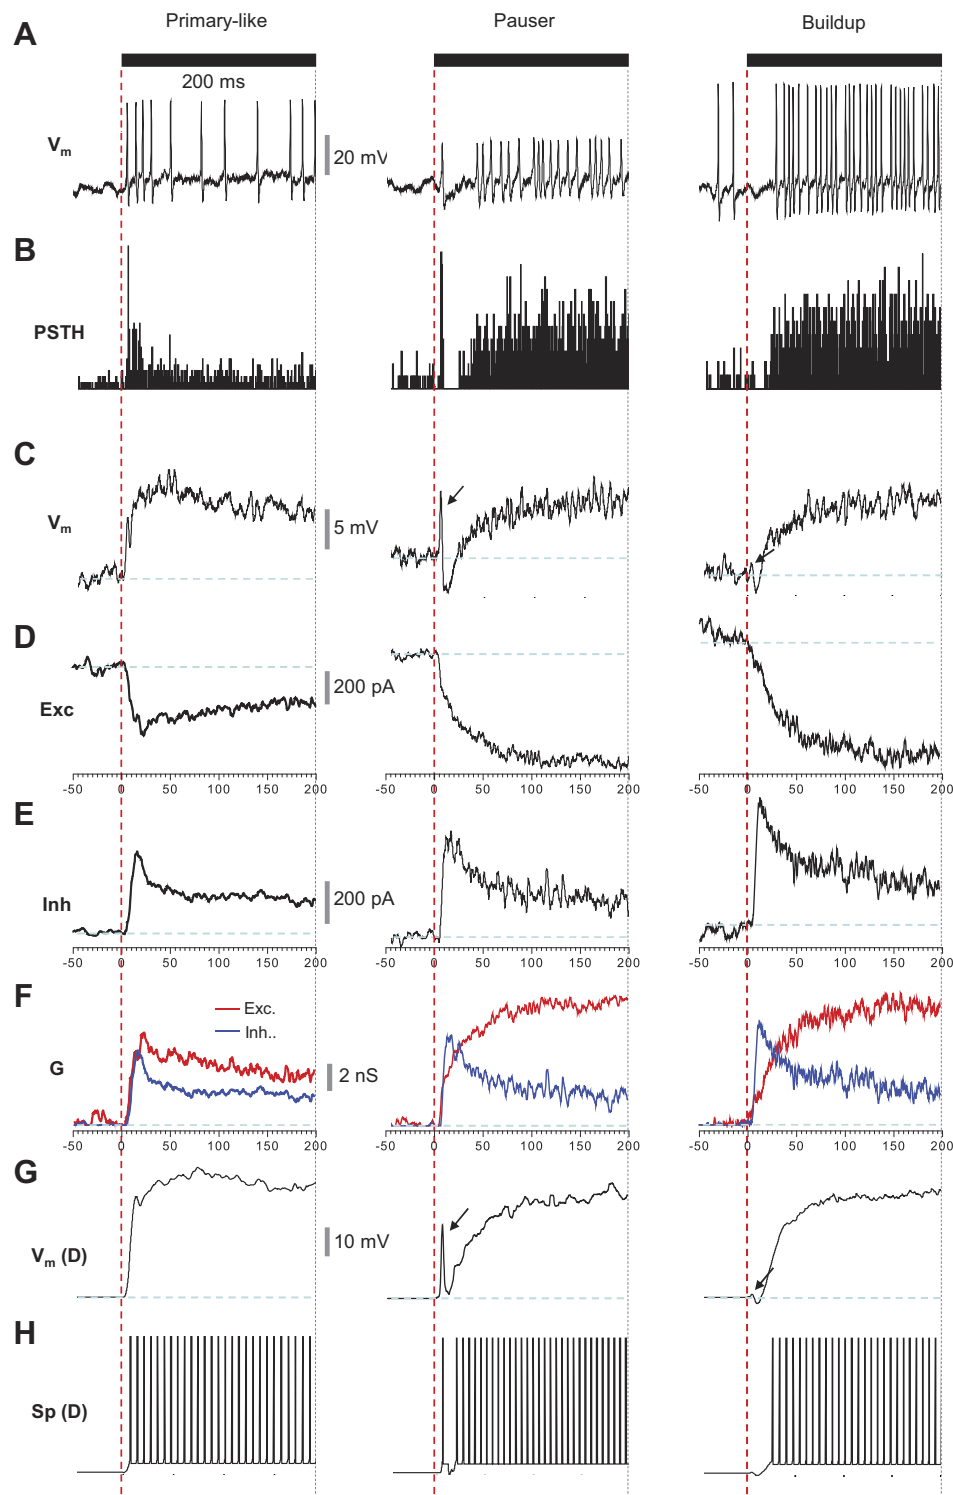 A
Primary-like
Pauser
Buildup
200 ms
Vm
20 mV
B
PSTH
C
Vm
5 mV
D
Exc
200 pA
-50 0 50 100 150 200
-50 0 50 100 150 200
-50 0 50 100 150 200
E
Inh
200 pA
-50 0 50 100 150 200
-50 0 50 100 150 200
-50 0 50 100 150 200
F
Exc.
Inh..
G
2 nS
-50 0 50 100 150 200
-50 0 50 100 150 200
-50 0 50 100 150 200
G
Vm (D)
10 mV
H
Sp (D)